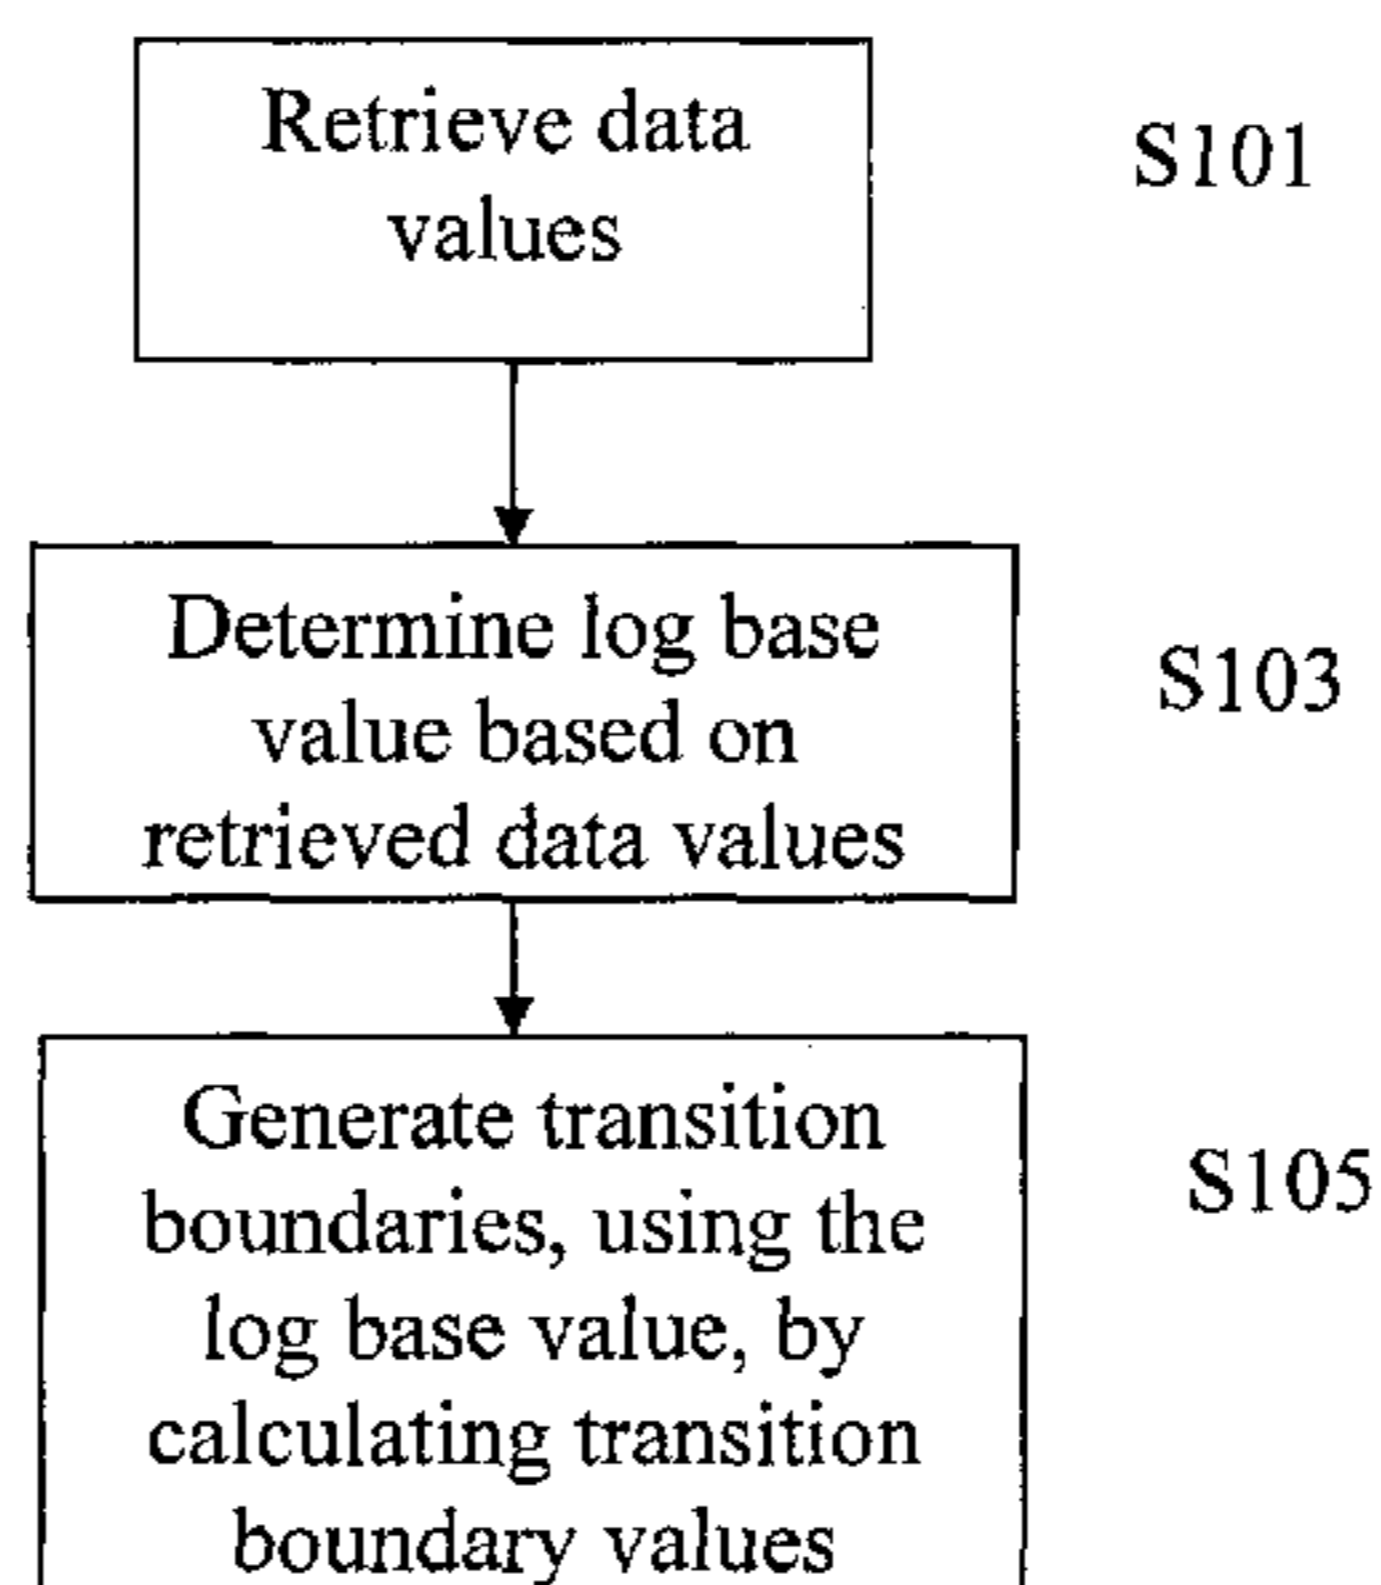 Retrieve data
values
S101
Determine log base
value based on
retrieved data values
S103
Generate transition
boundaries, using the
log base value, by
calculating transition
boundary values
S105